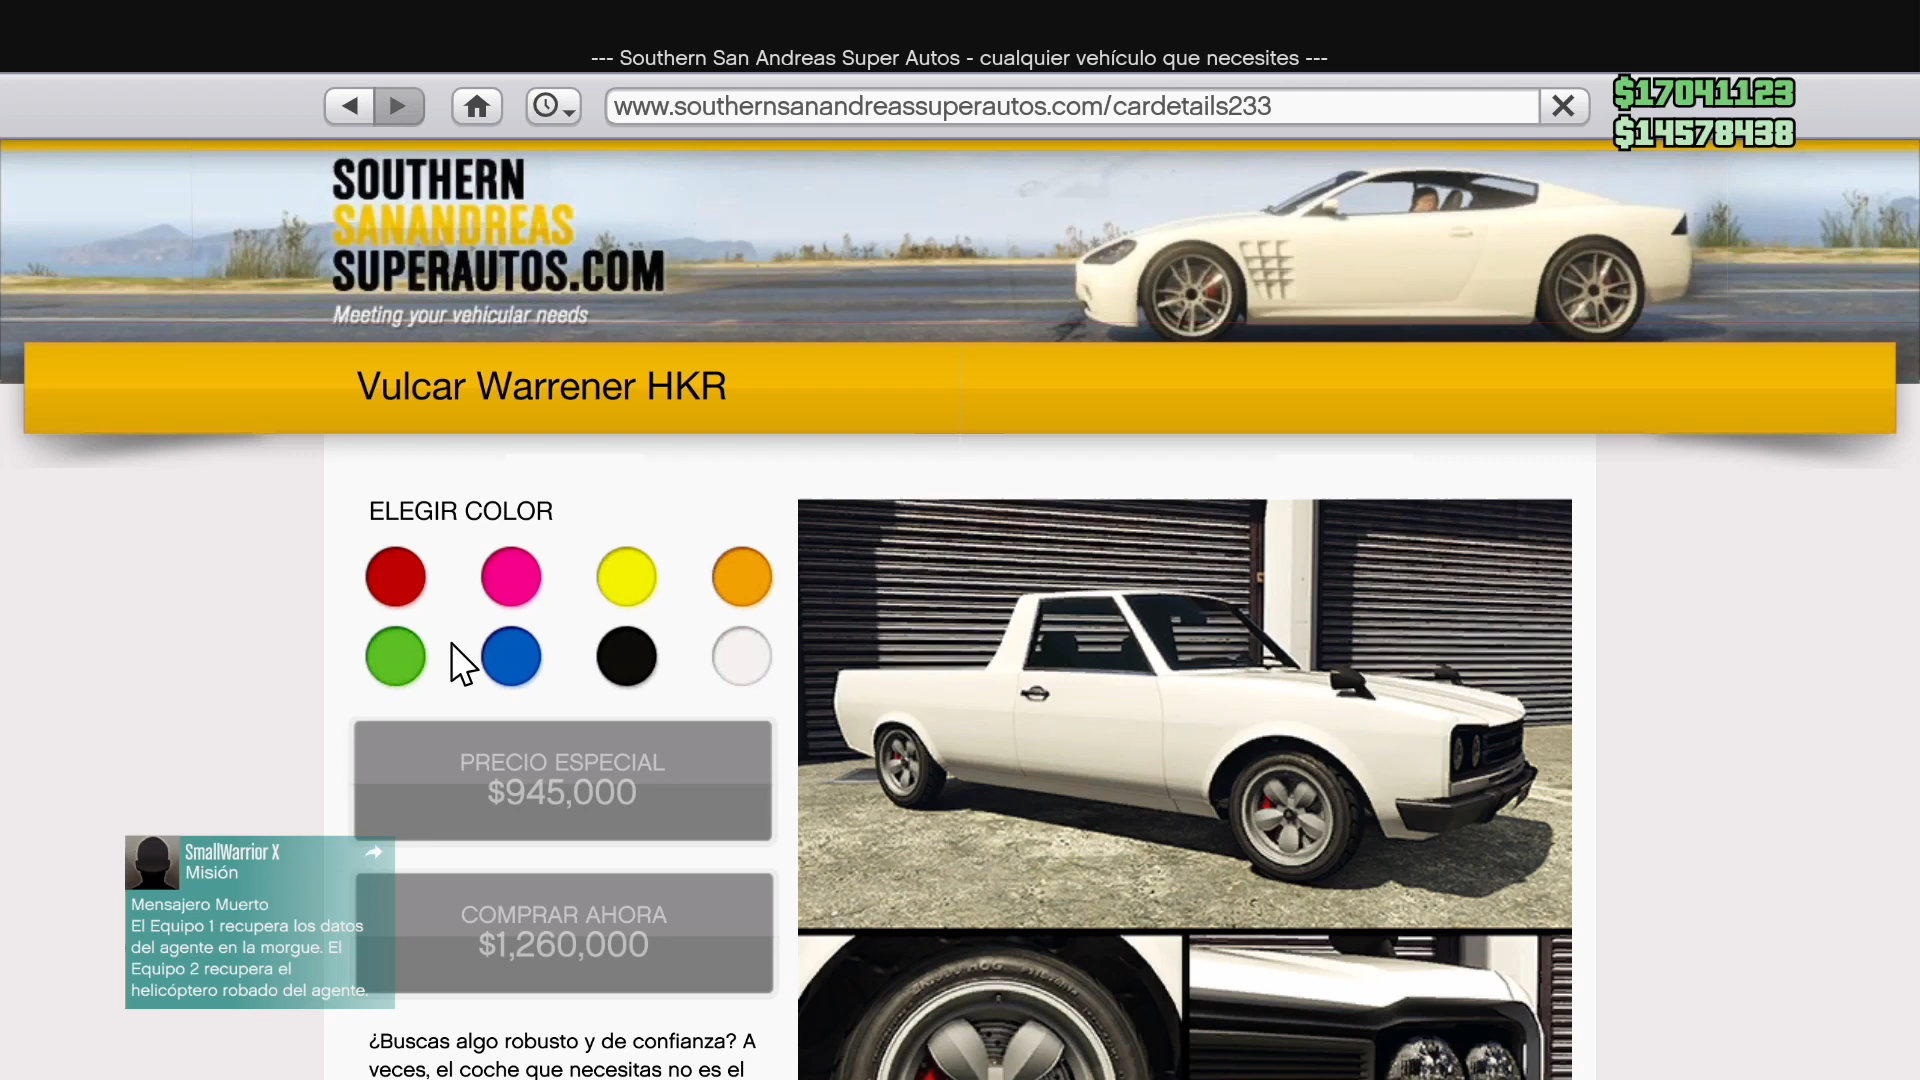 --- Southern San Andreas Super Autos - cualquier vehículo que necesites ---
www.southernsanandreassuperautos.com/cardetails233
$17041123
$14578438
SOUTHERN
SANANDREAS
SUPERAUTOS.COM
Meeting your vehicular needs
Vulcar Warrener HKR
ELEGIR COLOR
PRECIO ESPECIAL
$945,000
COMPRAR AHORA
$1,260,000
SmallWarrior X
Misión
Mensajero Muerto
El Equipo 1 recupera los datos
del agente en la morgue. El
Equipo 2 recupera el
helicóptero robado del agente.
¿Buscas algo robusto y de confianza? A
veces, el coche que necesitas no es el